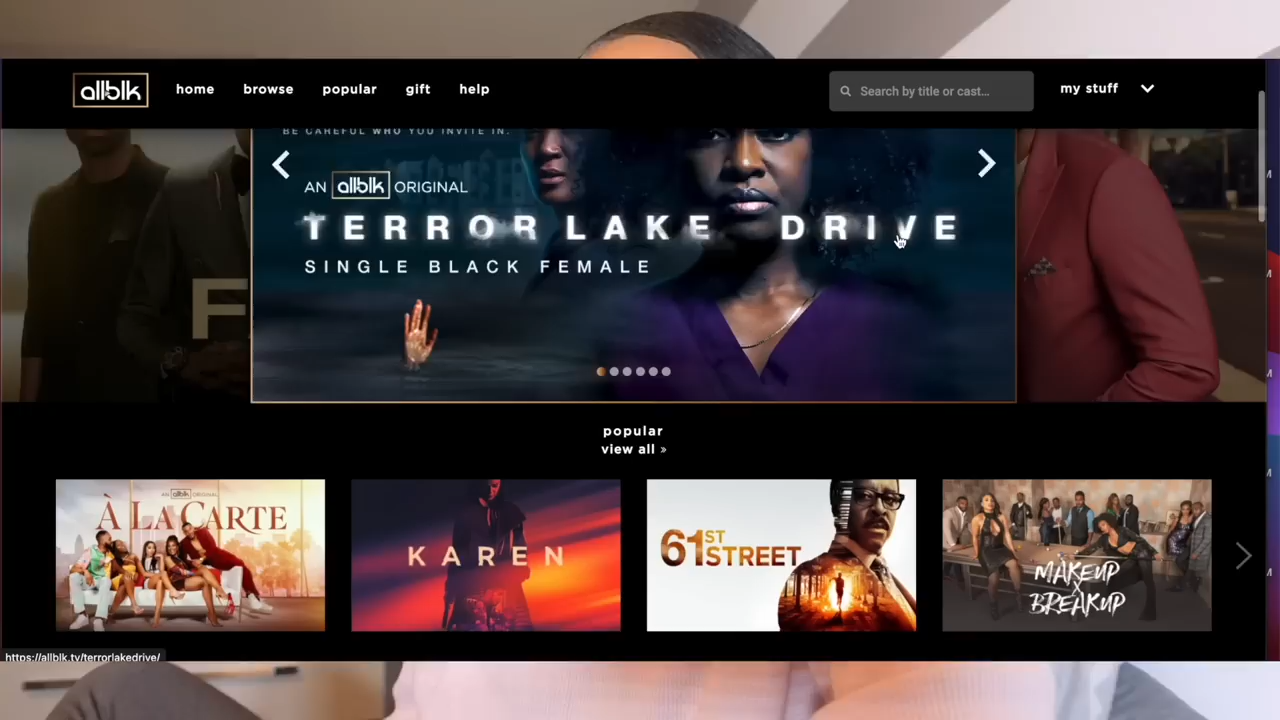 allblk
home
browse
popular
gift
help
Search by title or cast...
my stuff
BE CAREFUL WHO YOU INVITE IN.
AN allblk ORIGINAL
TERROR LAKE DRIVE
SINGLE BLACK FEMALE
F
popular
view all »
AN allblk ORIGINAL
À LA CARTE
KAREN
61ST STREET
MAKEUP
X
BREAKUP
https://allblk.tv/terrorlakedrive/